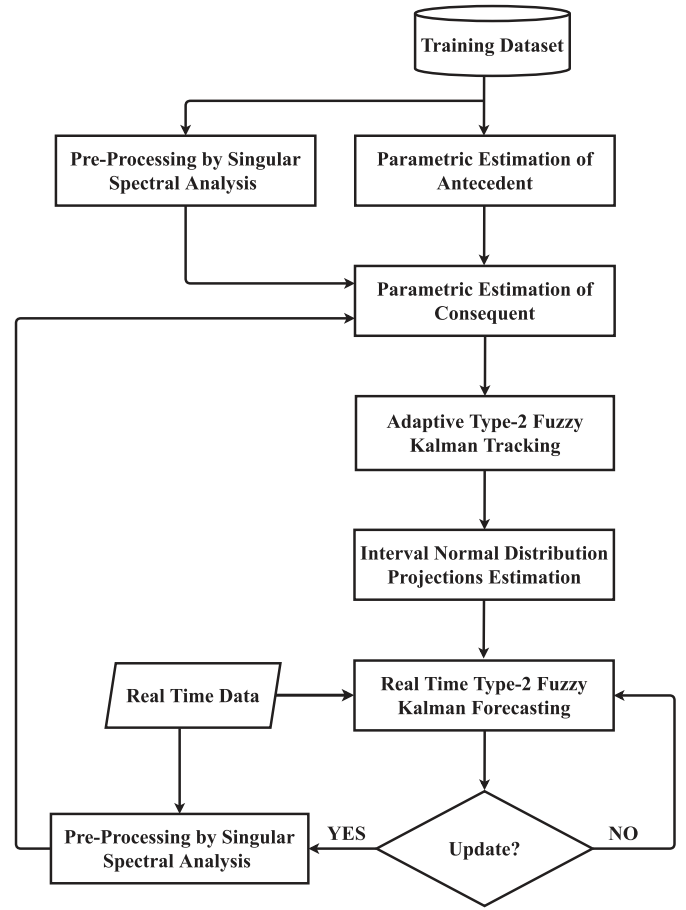 Training Dataset
Pre-Processing by Singular
Spectral Analysis
Parametric Estimation of
Antecedent
Parametric Estimation of
Consequent
Adaptive Type-2 Fuzzy
Kalman Tracking
Interval Normal Distribution
Projections Estimation
Real Time Data
Real Time Type-2 Fuzzy
Kalman Forecasting
Pre-Processing by Singular
Spectral Analysis
YES
Update?
NO